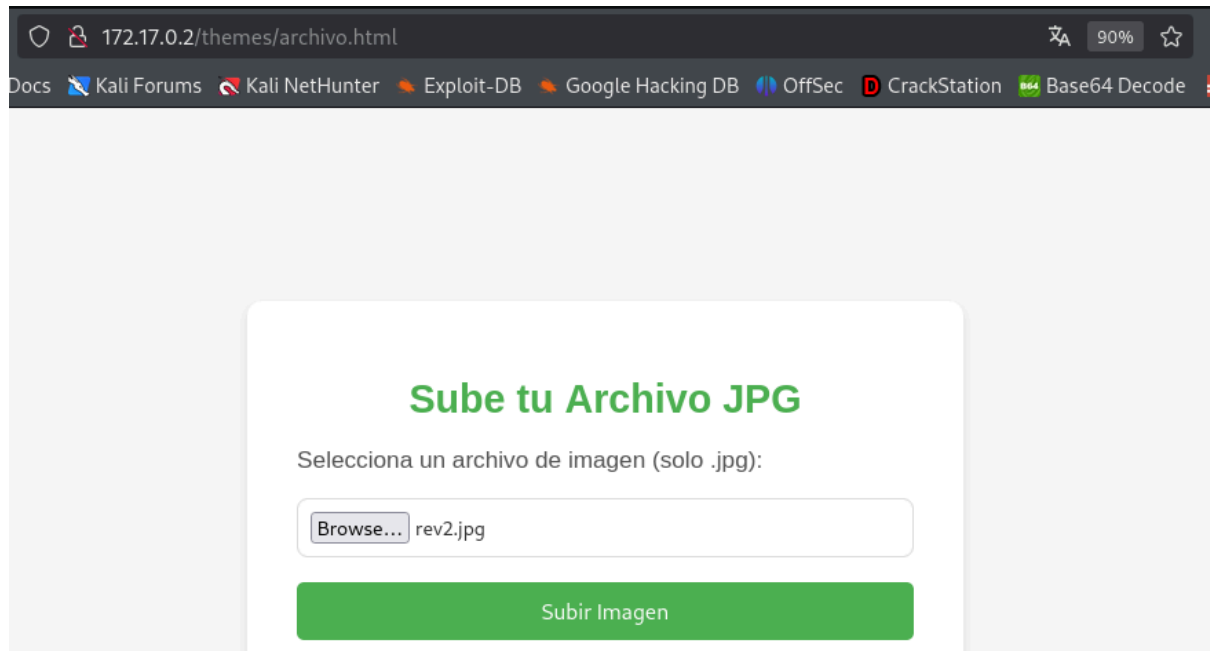 172.17.0.2/themes/archivo.html 90%
Docs Kali Forums Kali NetHunter Exploit-DB Google Hacking DB OffSec D CrackStation B64 Base64 Decode
Sube tu Archivo JPG
Selecciona un archivo de imagen (solo .jpg):
Browse... rev2.jpg
Subir Imagen